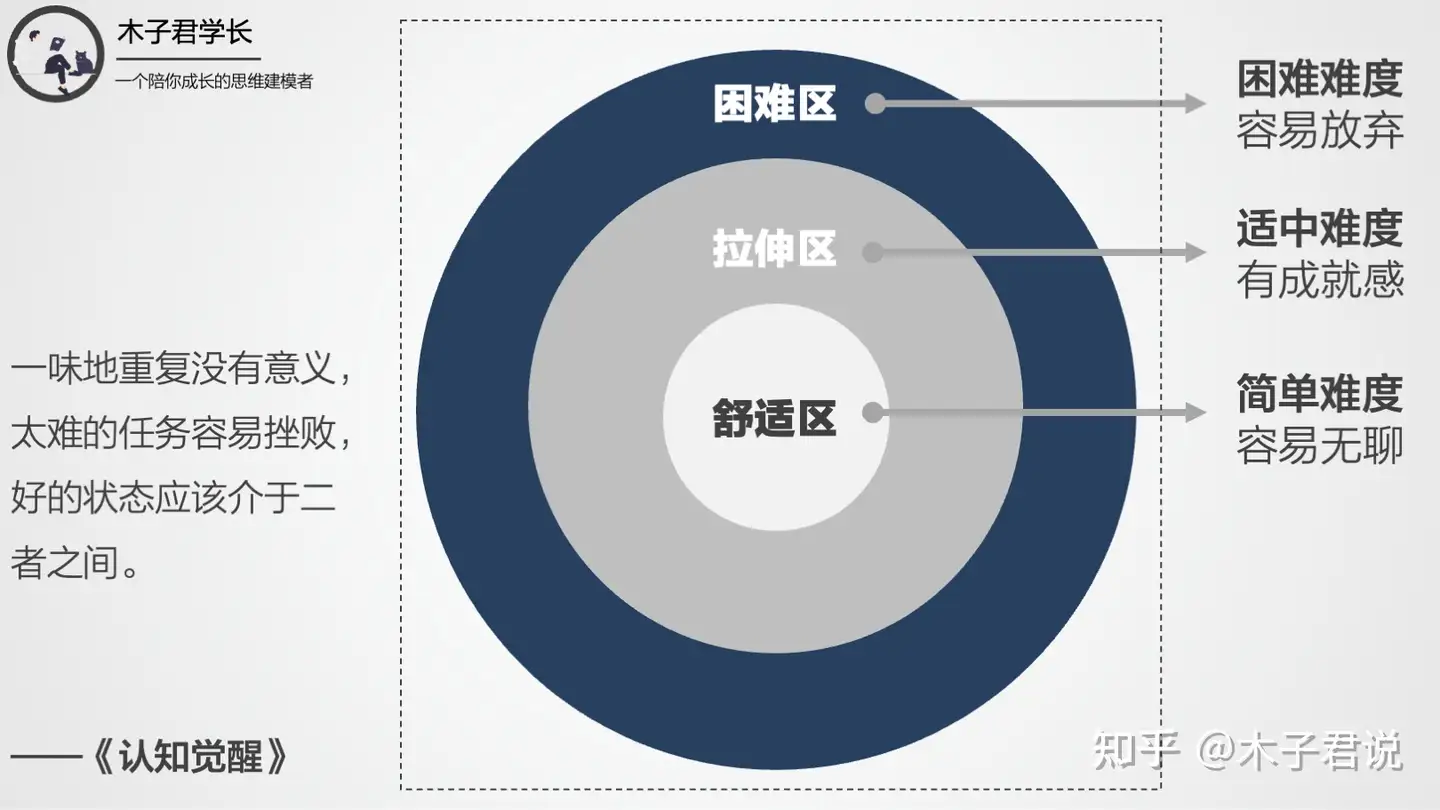 木子君学长
一个陪你成长的思维建模者
困难区
困难难度
容易放弃
拉伸区
适中难度
有成就感
舒适区
简单难度
容易无聊
一味地重复没有意义，
太难的任务容易挫败，
好的状态应该介于二
者之间。
——《认知觉醒》
知乎 @木子君说